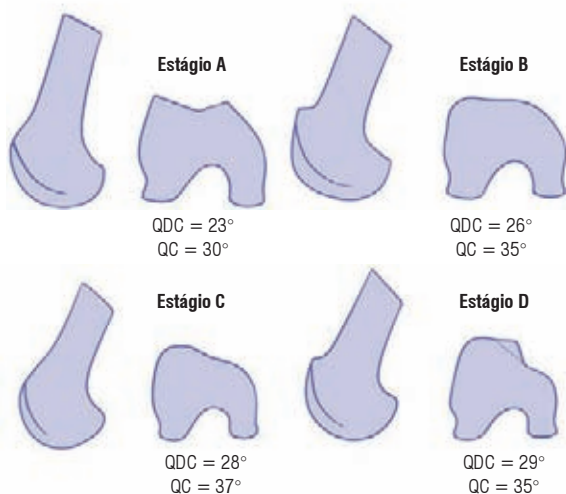 Estágio A
QDC = 23°
QC = 30°
Estágio B
QDC = 26°
QC = 35°
Estágio C
QDC = 28°
QC = 37°
Estágio D
QDC = 29°
QC = 35°